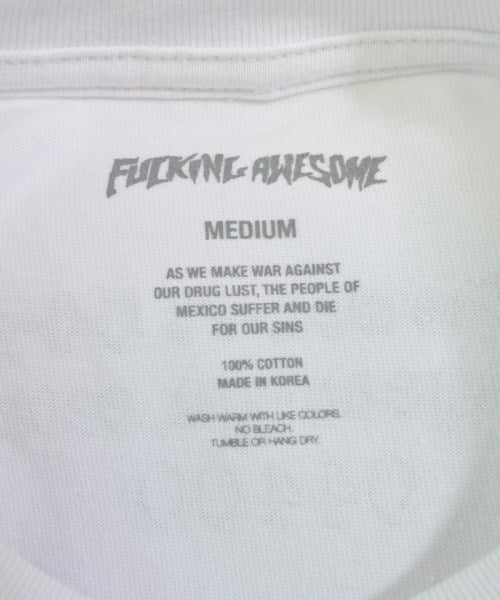 FUCKING AWESOME
MEDIUM
AS WE MAKE WAR AGAINST
OUR DRUG LUST, THE PEOPLE OF
MEXICO SUFFER AND DIE
FOR OUR SINS
100% COTTON
MADE IN KOREA
WASH WARM WITH LIKE COLORS.
NO BLEACH.
TUMBLE OR HANG DRY.